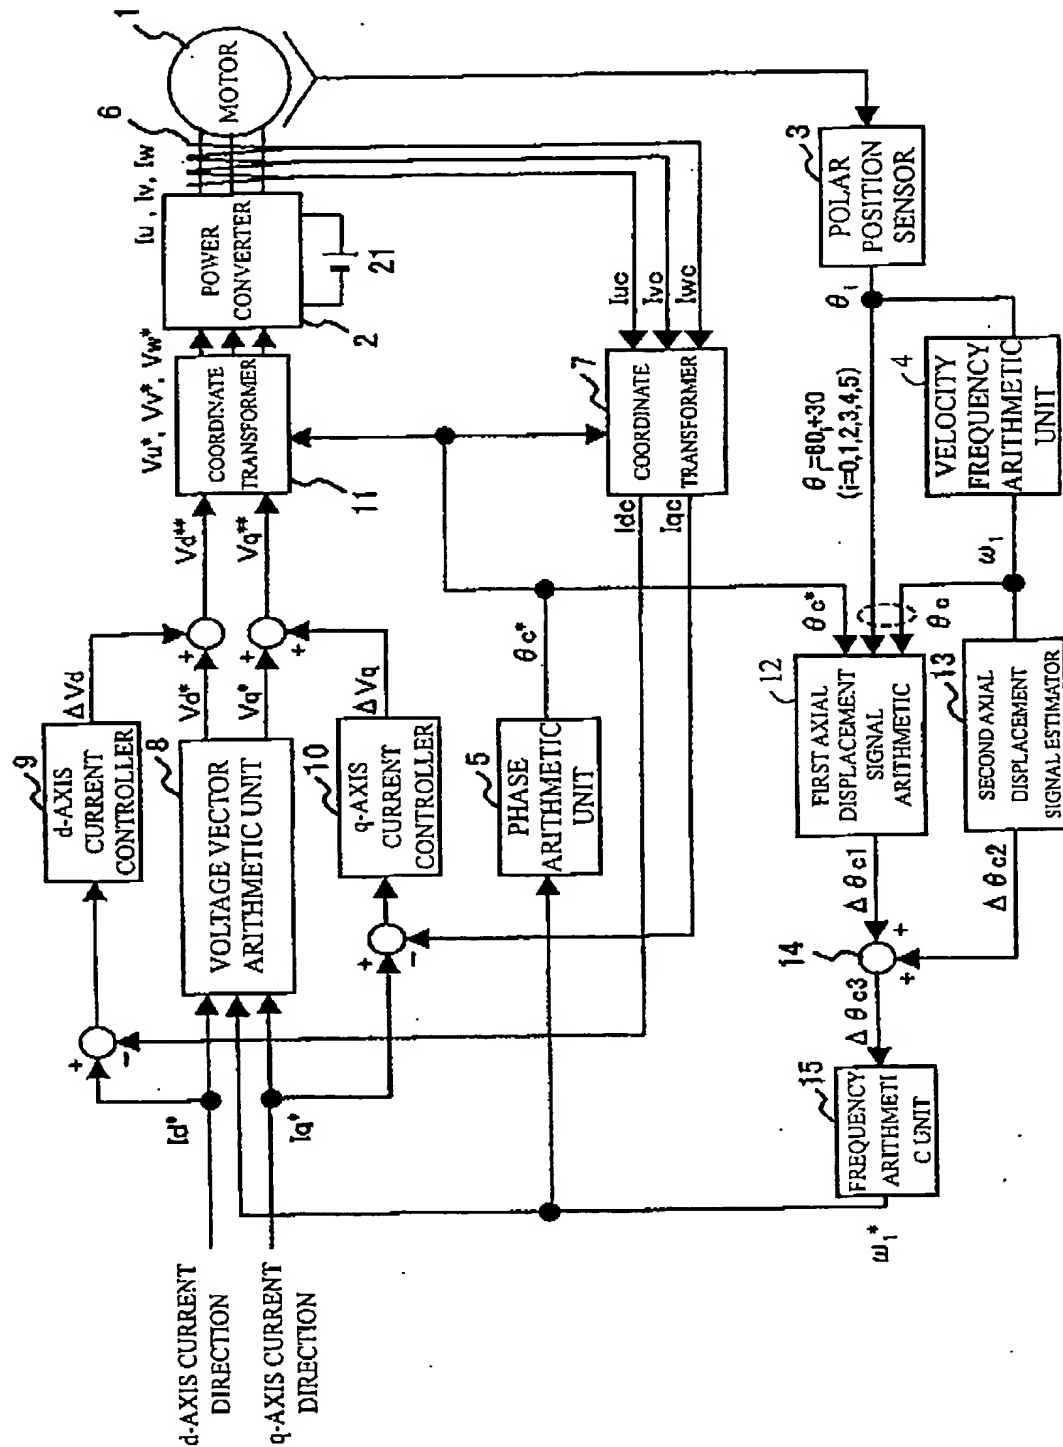 d-AXIS CURRENT
DIRECTION
q-AXIS CURRENT
DIRECTION
Id*
Iq*
+
−
9
d-AXIS
CURRENT
CONTROLLER
ΔVd
8
VOLTAGE VECTOR
ARITHMETIC UNIT
Vd*
Vq*
+
−
10
q-AXIS
CURRENT
CONTROLLER
ΔVq
+
+
+
Vd**
Vq**
Vu*, Vv*, Vw*
COORDINATE
TRANSFORMER
11
Iu, Iv, Iw
POWER
CONVERTER
2
21
6
1
MOTOR
5
PHASE
ARITHMETIC
UNIT
θc*
7
COORDINATE
TRANSFORMER
Idc
Iqc
Iuc
Ivc
Iwc
3
POLAR
POSITION
SENSOR
θi
θi=60i+30
(i=0,1,2,3,4,5)
4
VELOCITY
FREQUENCY
ARITHMETIC
UNIT
ω1
θc*
θc
12
FIRST AXIAL
DISPLACEMENT
SIGNAL
ARITHMETIC
13
SECOND AXIAL
DISPLACEMENT
SIGNAL ESTIMATOR
Δθc1
Δθc2
14
+
+
Δθc3
15
FREQUENCY
ARITHMETI
C UNIT
ω1*